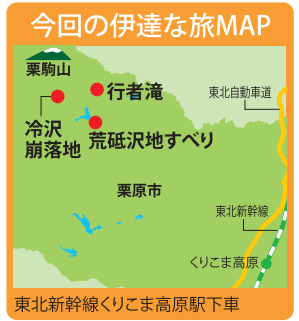 今回の伊達な旅MAP
栗駒山
行者滝
東北自動車道
冷沢
崩落地
荒砥沢地すべり
栗原市
東北新幹線
くりこま高原
東北新幹線くりこま高原駅下車